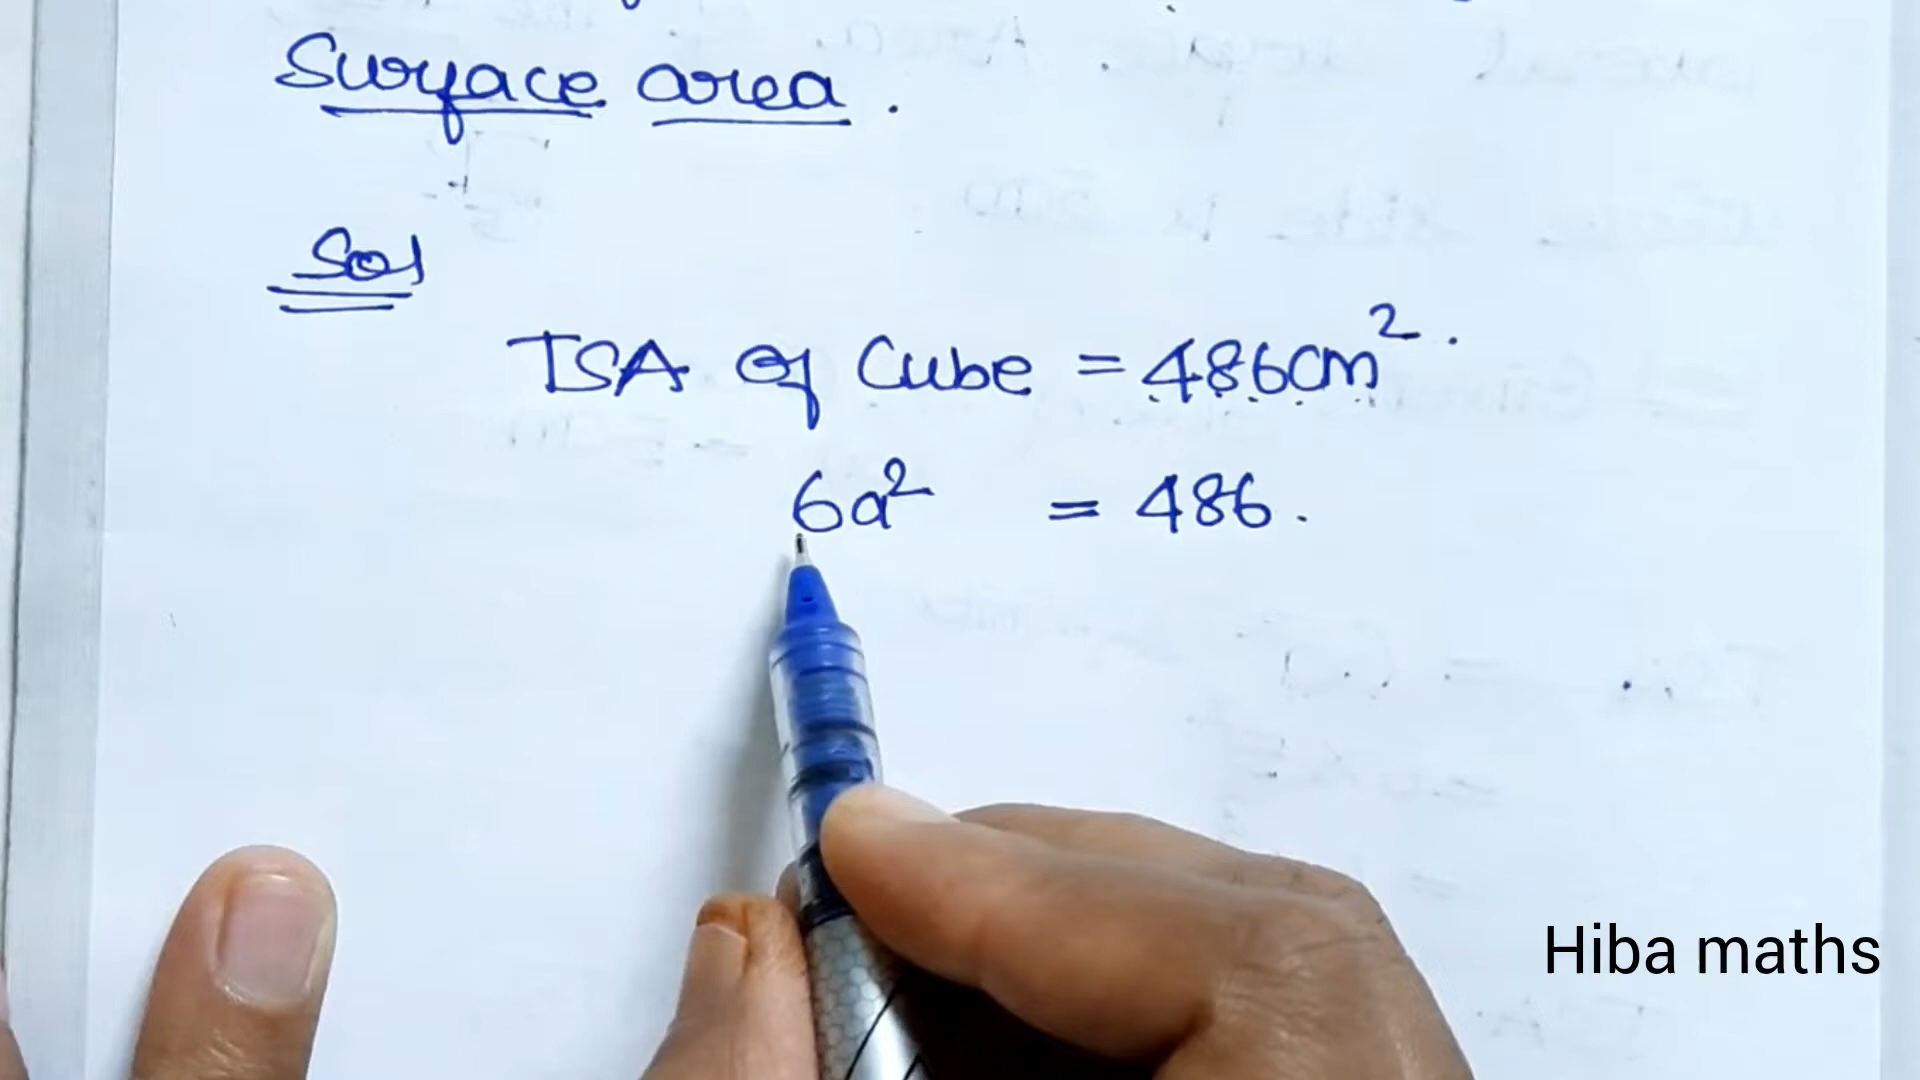 Surface area.
Sol
TSA of Cube = 486cm².
6a² = 486.
Hiba maths